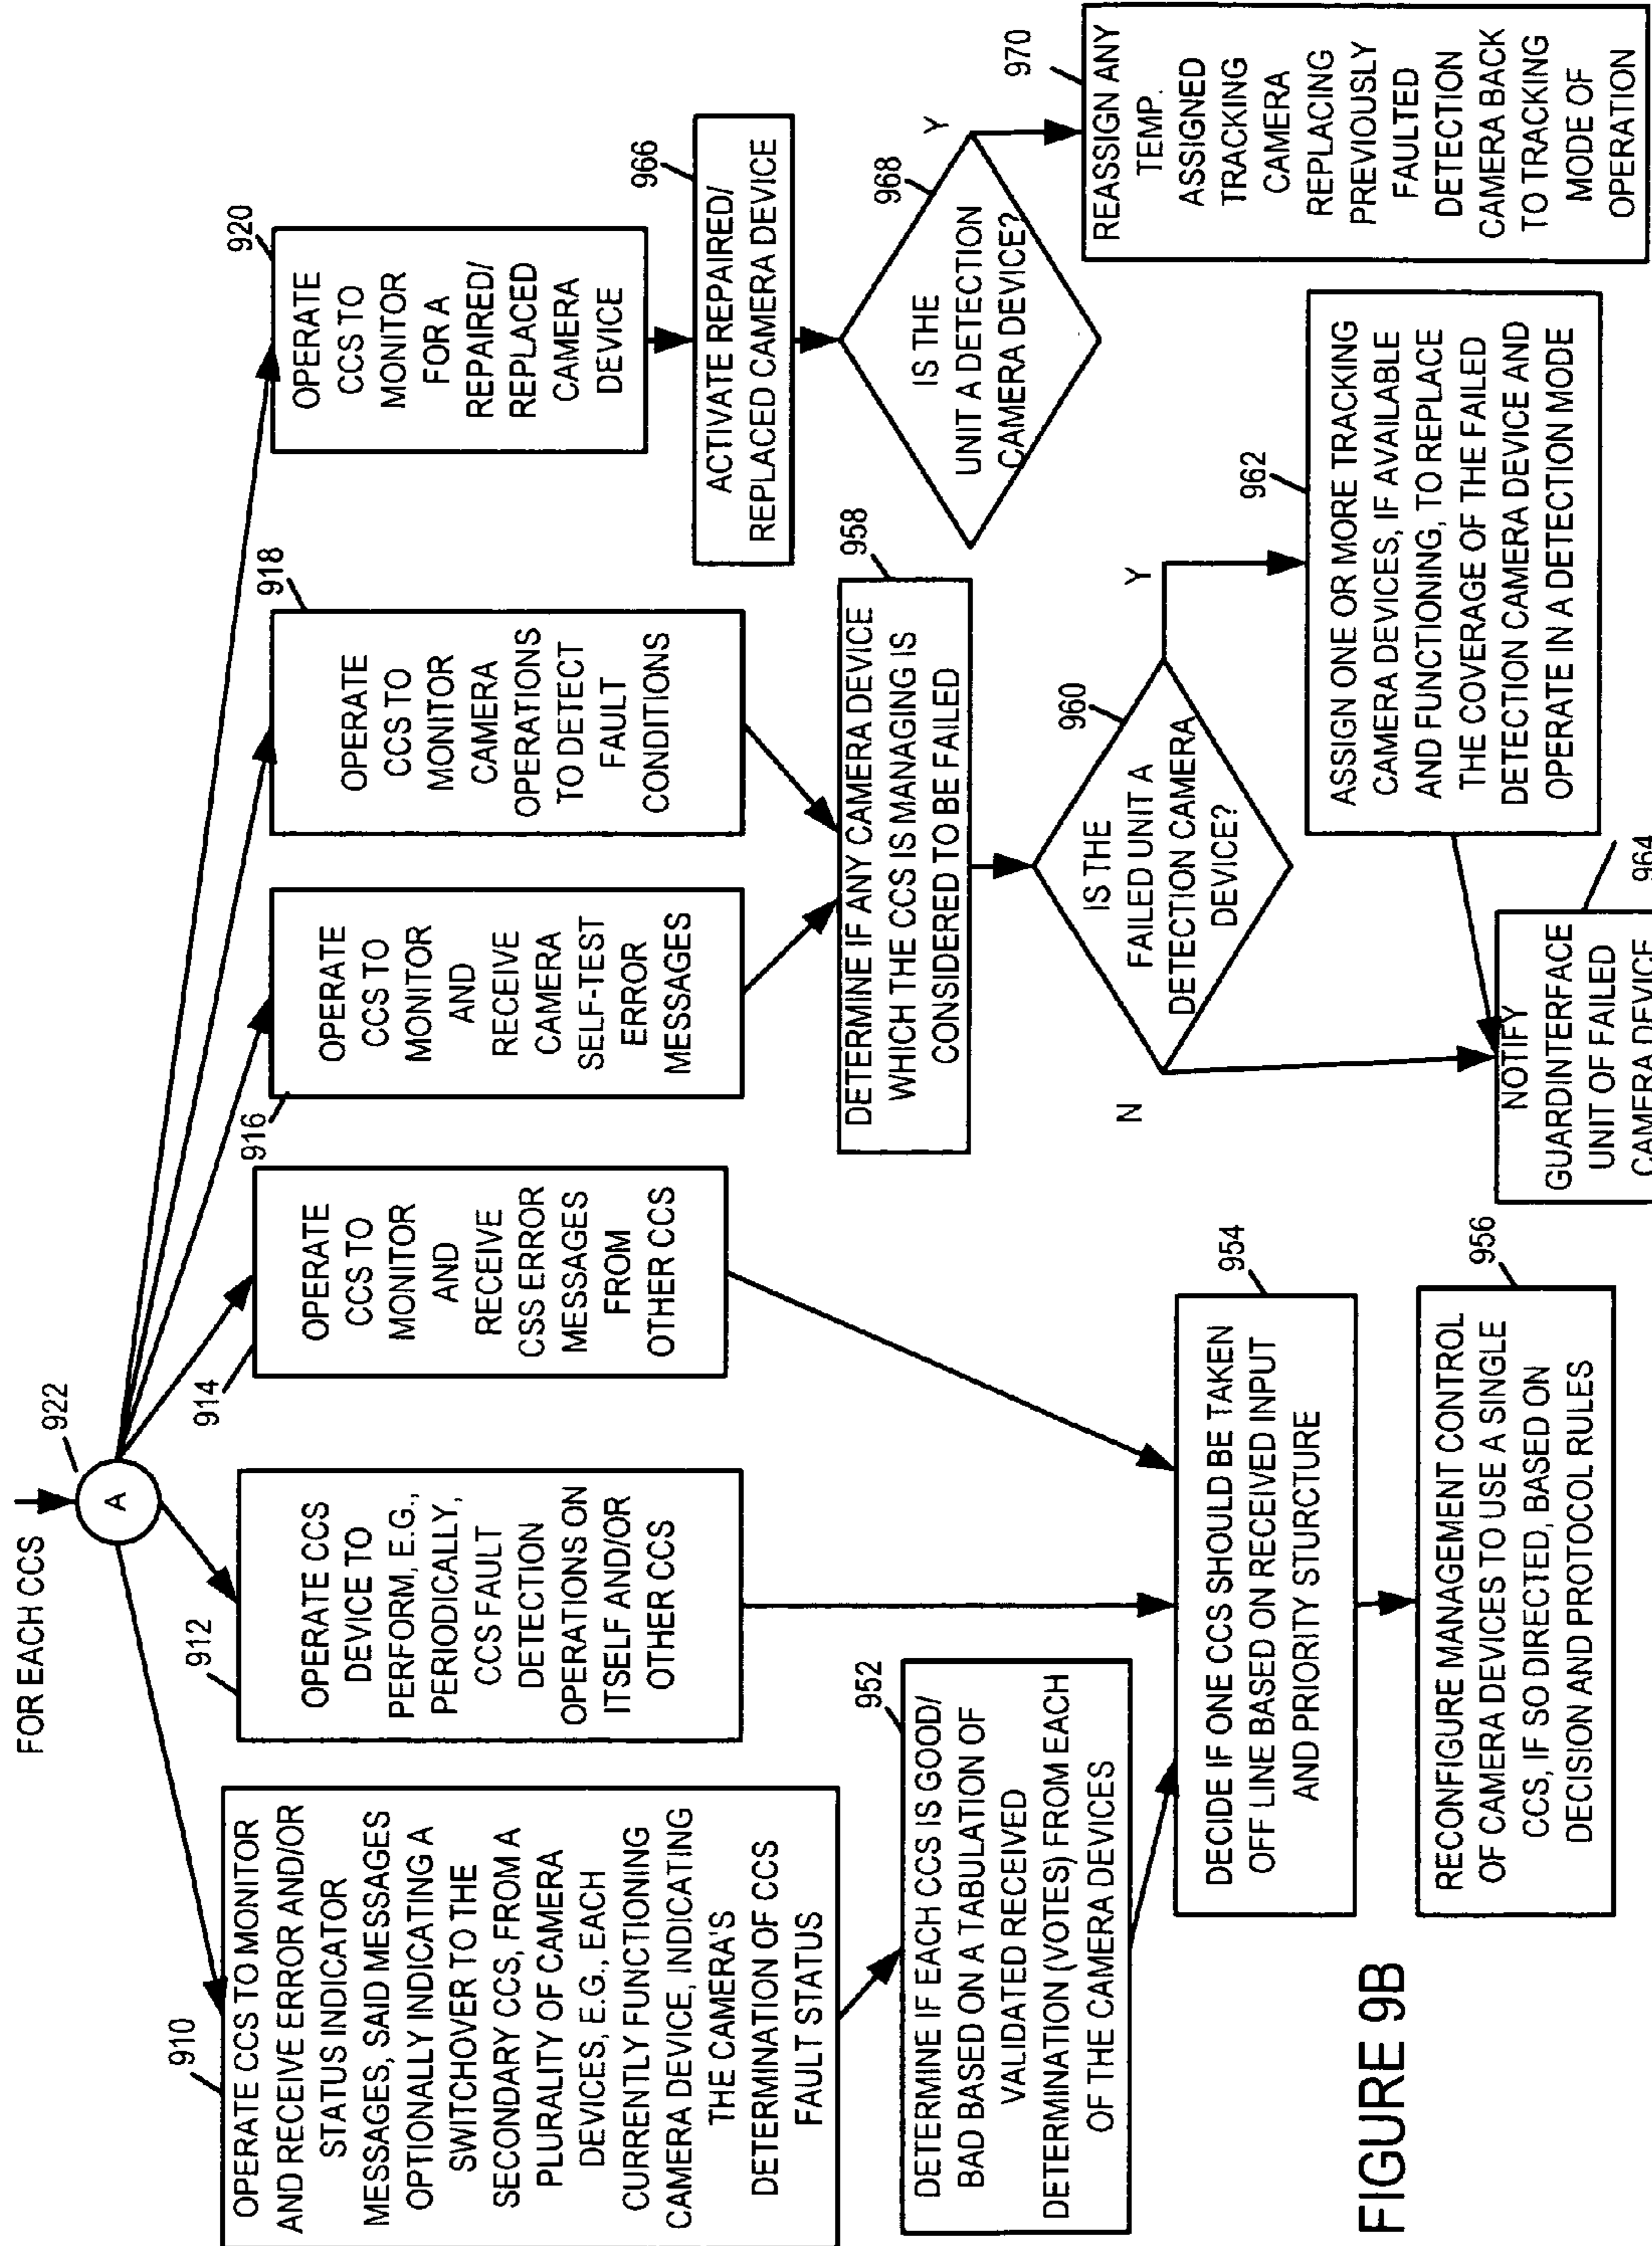 FOR EACH CCS
922
A
910
OPERATE CCS TO MONITOR
AND RECEIVE ERROR AND/OR
STATUS INDICATOR
MESSAGES, SAID MESSAGES
OPTIONALLY INDICATING A
SWITCHOVER TO THE
SECONDARY CCS, FROM A
PLURALITY OF CAMERA
DEVICES, E.G., EACH
CURRENTLY FUNCTIONING
CAMERA DEVICE, INDICATING
THE CAMERA'S
DETERMINATION OF CCS
FAULT STATUS
912
OPERATE CCS
DEVICE TO
PERFORM, E.G.,
PERIODICALLY,
CCS FAULT
DETECTION
OPERATIONS ON
ITSELF AND/OR
OTHER CCS
914
OPERATE
CCS TO
MONITOR
AND
RECEIVE
CSS ERROR
MESSAGES
FROM
OTHER CCS
916
OPERATE
CCS TO
MONITOR
AND
RECEIVE
CAMERA
SELF-TEST
ERROR
MESSAGES
918
OPERATE
CCS TO
MONITOR
CAMERA
OPERATIONS
TO DETECT
FAULT
CONDITIONS
920
OPERATE
CCS TO
MONITOR
FOR A
REPAIRED/
REPLACED
CAMERA
DEVICE
952
DETERMINE IF EACH CCS IS GOOD/
BAD BASED ON A TABULATION OF
VALIDATED RECEIVED
DETERMINATION (VOTES) FROM EACH
OF THE CAMERA DEVICES
954
DECIDE IF ONE CCS SHOULD BE TAKEN
OFF LINE BASED ON RECEIVED INPUT
AND PRIORITY STURCTURE
956
RECONFIGURE MANAGEMENT CONTROL
OF CAMERA DEVICES TO USE A SINGLE
CCS, IF SO DIRECTED, BASED ON
DECISION AND PROTOCOL RULES
958
DETERMINE IF ANY CAMERA DEVICE
WHICH THE CCS IS MANAGING IS
CONSIDERED TO BE FAILED
960
IS THE
FAILED UNIT A
DETECTION CAMERA
DEVICE?
N
Y
962
ASSIGN ONE OR MORE TRACKING
CAMERA DEVICES, IF AVAILABLE
AND FUNCTIONING, TO REPLACE
THE COVERAGE OF THE FAILED
DETECTION CAMERA DEVICE AND
OPERATE IN A DETECTION MODE
964
NOTIFY
GUARDINTERFACE
UNIT OF FAILED
CAMERA DEVICE
966
ACTIVATE REPAIRED/
REPLACED CAMERA DEVICE
968
IS THE
UNIT A DETECTION
CAMERA DEVICE?
Y
970
REASSIGN ANY
TEMP.
ASSIGNED
TRACKING
CAMERA
REPLACING
PREVIOUSLY
FAULTED
DETECTION
CAMERA BACK
TO TRACKING
MODE OF
OPERATION
FIGURE 9B